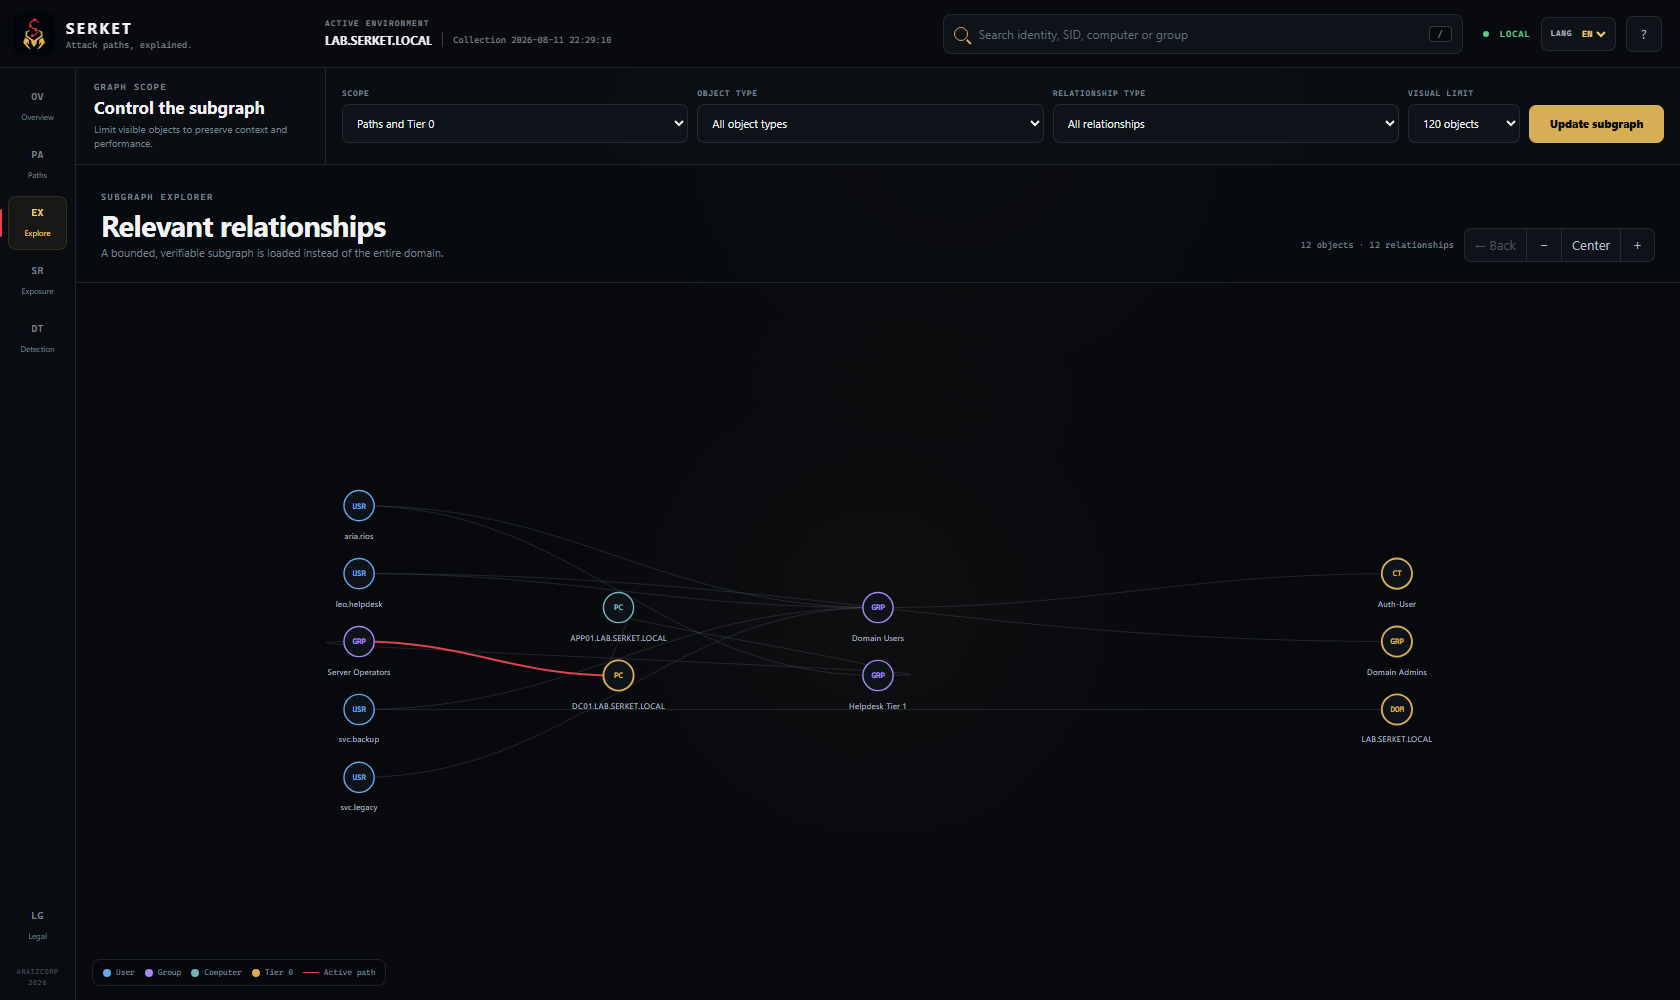 SERKET
Attack paths, explained.
ACTIVE ENVIRONMENT
LAB.SERKET.LOCAL
Collection 2026-08-11 22:29:10
Search identity, SID, computer or group
/
LOCAL
LANG EN
?
OV
Overview
PA
Paths
EX
Explore
SR
Exposure
DT
Detection
LG
Legal
ARAIZCORP
2026
GRAPH SCOPE
Control the subgraph
Limit visible objects to preserve context and
performance.
SCOPE
Paths and Tier 0
OBJECT TYPE
All object types
RELATIONSHIP TYPE
All relationships
VISUAL LIMIT
120 objects
Update subgraph
SUBGRAPH EXPLORER
Relevant relationships
A bounded, verifiable subgraph is loaded instead of the entire domain.
12 objects · 12 relationships
← Back
−
Center
+
USR
aria.rios
USR
leo.helpdesk
GRP
Server Operators
USR
svc.backup
USR
svc.legacy
PC
APP01.LAB.SERKET.LOCAL
PC
DC01.LAB.SERKET.LOCAL
GRP
Domain Users
GRP
Helpdesk Tier 1
CT
Auth-User
GRP
Domain Admins
DOM
LAB.SERKET.LOCAL
User
Group
Computer
Tier 0
Active path